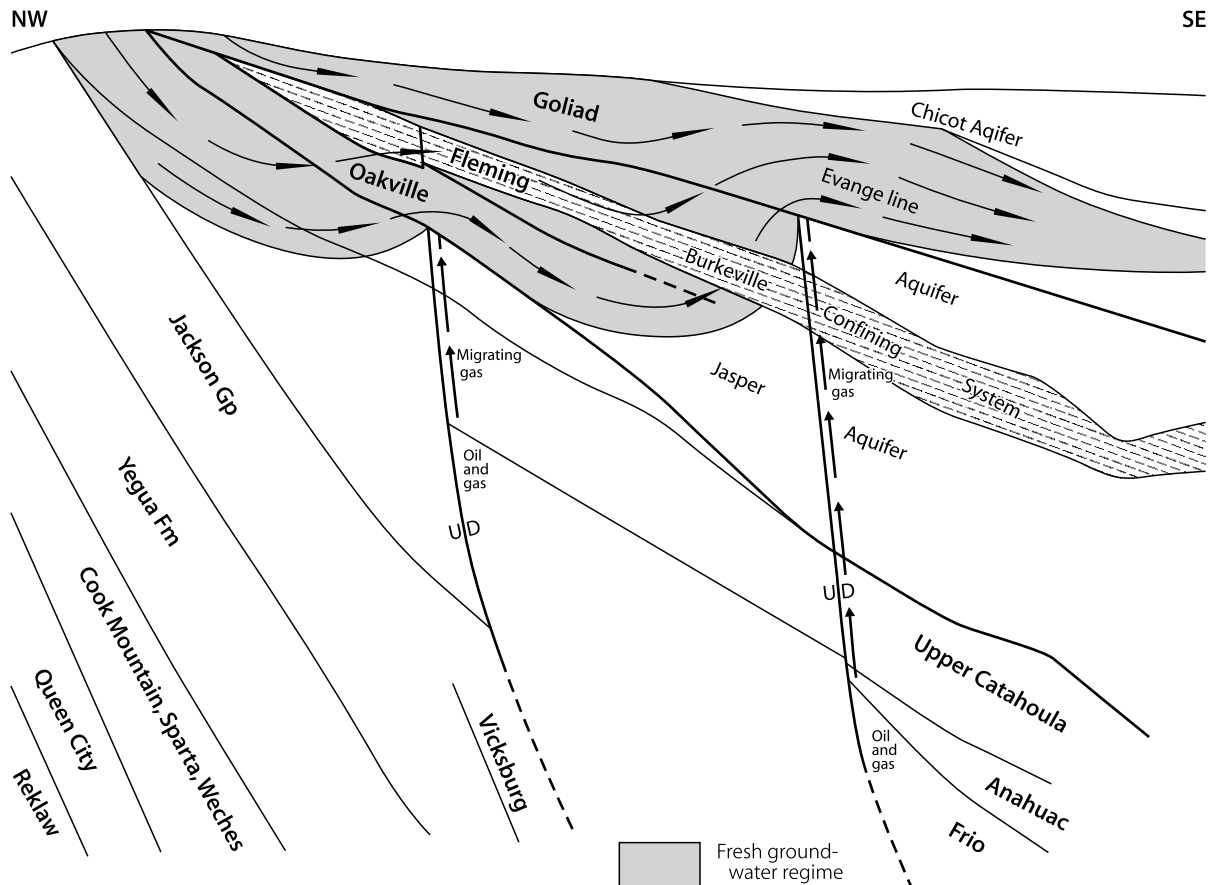 NW
SE
Goliad
Chicot Aqifer
Fleming
Oakville
Evange line
Burkeville
Aquifer
Confining
System
Jackson Gp
Migrating
gas
Jasper
Migrating
gas
Aquifer
Oil
and
gas
U D
Yegua Fm
U D
Cook Mountain, Sparta, Weches
Queen City
Reklaw
Vicksburg
Upper Catahoula
Oil
and
gas
Anahuac
Frio
Fresh ground-
water regime